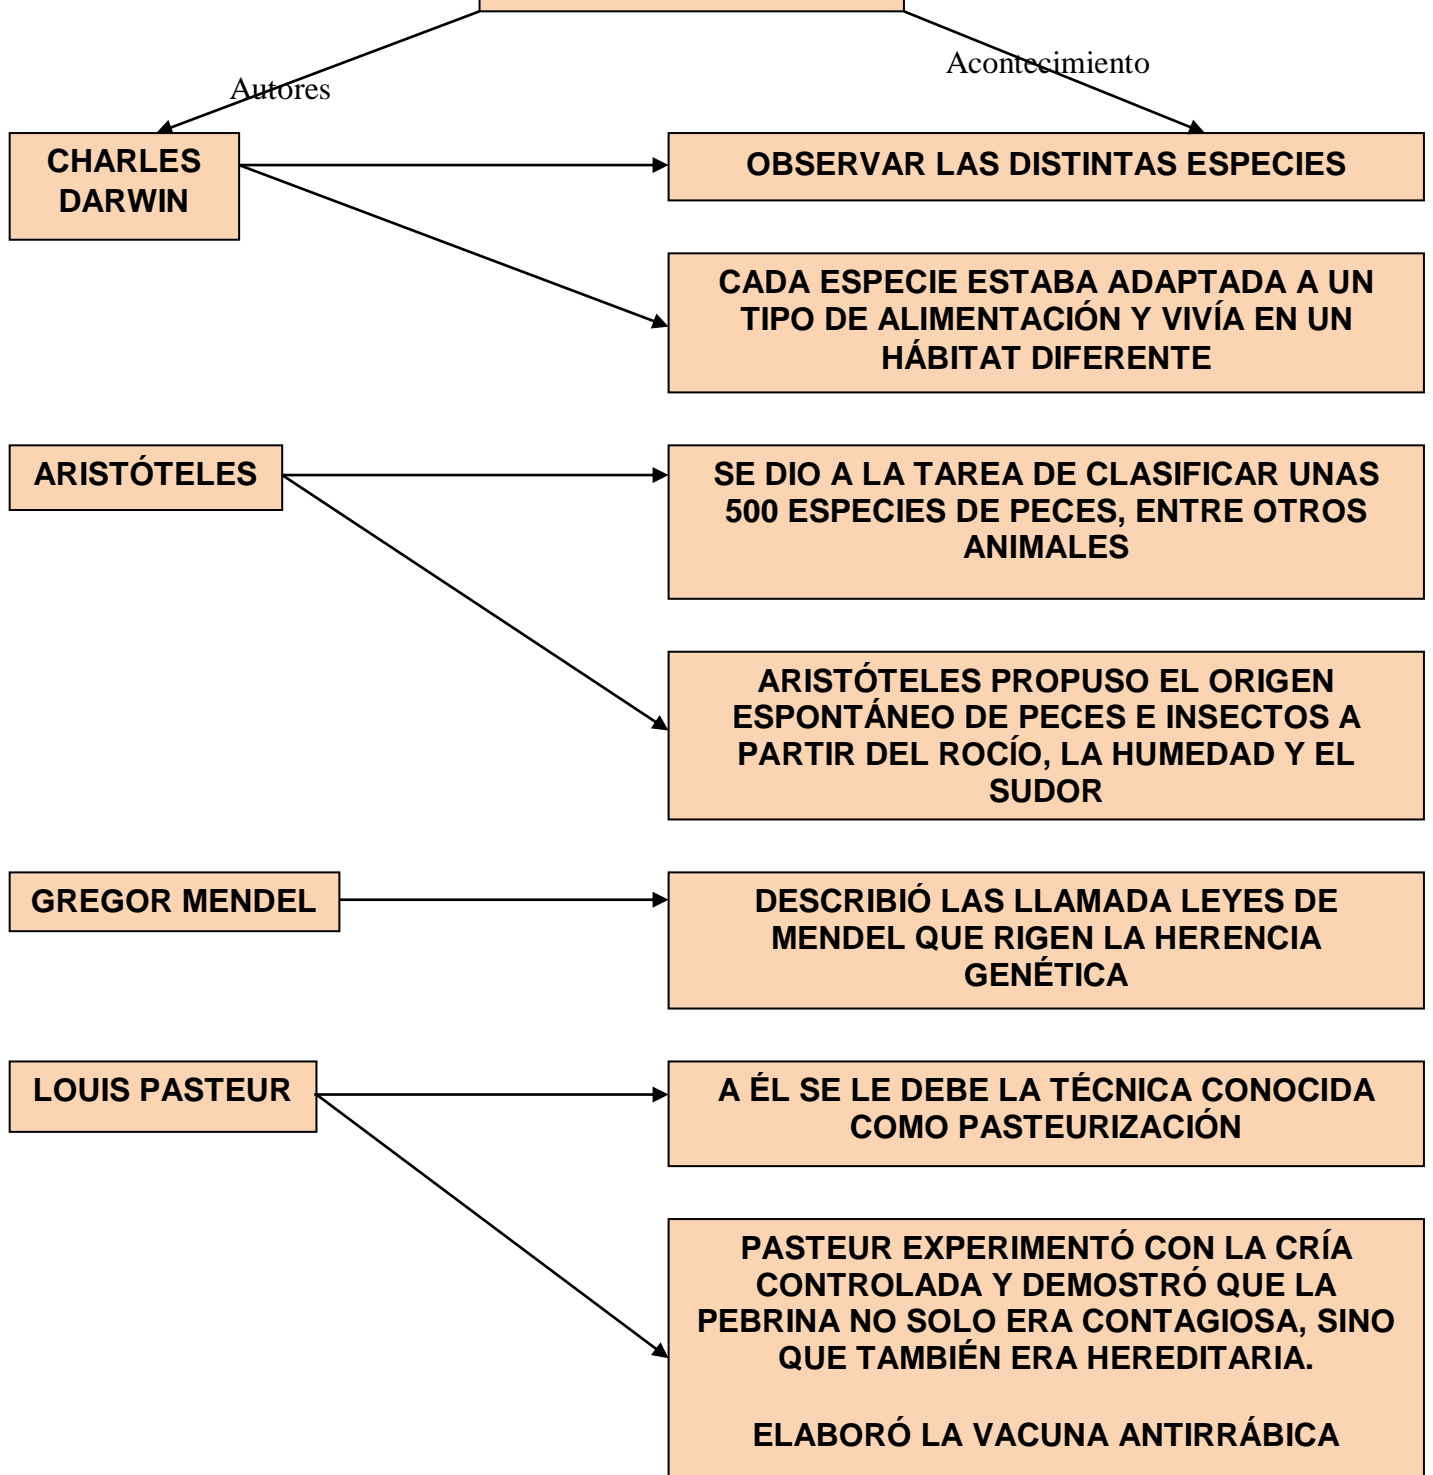 Autores
Acontecimiento
CHARLES
DARWIN
OBSERVAR LAS DISTINTAS ESPECIES
CADA ESPECIE ESTABA ADAPTADA A UN
TIPO DE ALIMENTACIÓN Y VIVÍA EN UN
HÁBITAT DIFERENTE
ARISTÓTELES
SE DIO A LA TAREA DE CLASIFICAR UNAS
500 ESPECIES DE PECES, ENTRE OTROS
ANIMALES
ARISTÓTELES PROPUSO EL ORIGEN
ESPONTÁNEO DE PECES E INSECTOS A
PARTIR DEL ROCÍO, LA HUMEDAD Y EL
SUDOR
GREGOR MENDEL
DESCRIBIÓ LAS LLAMADA LEYES DE
MENDEL QUE RIGEN LA HERENCIA
GENÉTICA
LOUIS PASTEUR
A ÉL SE LE DEBE LA TÉCNICA CONOCIDA
COMO PASTEURIZACIÓN
PASTEUR EXPERIMENTÓ CON LA CRÍA
CONTROLADA Y DEMOSTRÓ QUE LA
PEBRINA NO SOLO ERA CONTAGIOSA, SINO
QUE TAMBIÉN ERA HEREDITARIA.
ELABORÓ LA VACUNA ANTIRRÁBICA